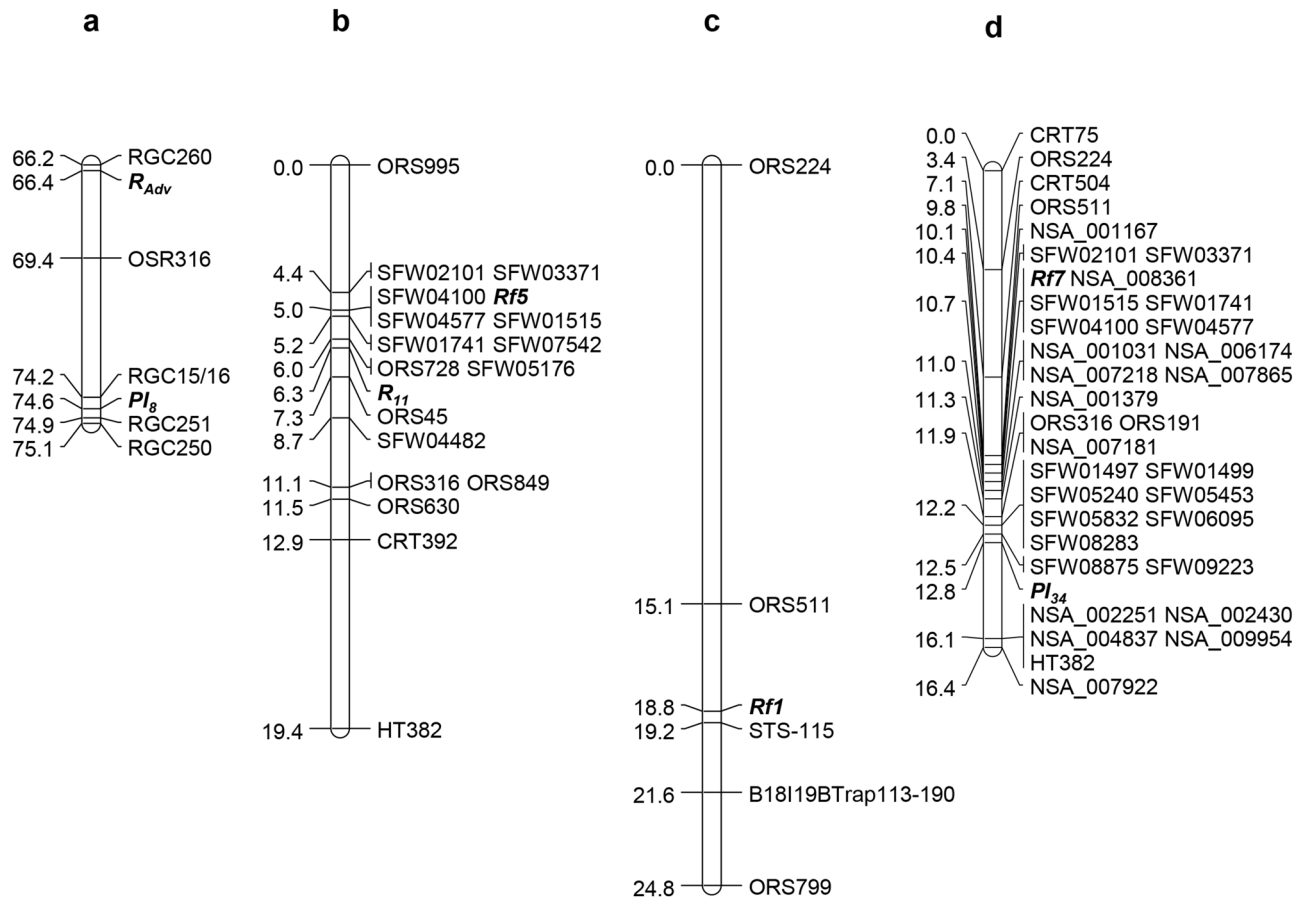 a
b
c
d
66.2 RGC260
66.4 R_Adv
69.4 OSR316
74.2 RGC15/16
74.6 Pl_8
74.9 RGC251
75.1 RGC250
0.0 ORS995
4.4 SFW02101 SFW03371
SFW04100 Rf5
5.0
SFW04577 SFW01515
5.2 SFW01741 SFW07542
6.0 ORS728 SFW05176
6.3 R_11
7.3 ORS45
8.7 SFW04482
11.1 ORS316 ORS849
11.5 ORS630
12.9 CRT392
19.4 HT382
0.0 ORS224
15.1 ORS511
18.8 Rf1
19.2 STS-115
21.6 B18I19BTrap113-190
24.8 ORS799
0.0 CRT75
3.4 ORS224
7.1 CRT504
9.8 ORS511
10.1 NSA_001167
10.4 SFW02101 SFW03371
Rf7 NSA_008361
10.7 SFW01515 SFW01741
SFW04100 SFW04577
NSA_001031 NSA_006174
11.0
NSA_007218 NSA_007865
11.3 NSA_001379
ORS316 ORS191
11.9
NSA_007181
SFW01497 SFW01499
SFW05240 SFW05453
12.2
SFW05832 SFW06095
SFW08283
12.5 SFW08875 SFW09223
12.8 Pl_34
NSA_002251 NSA_002430
16.1 NSA_004837 NSA_009954
HT382
16.4 NSA_007922